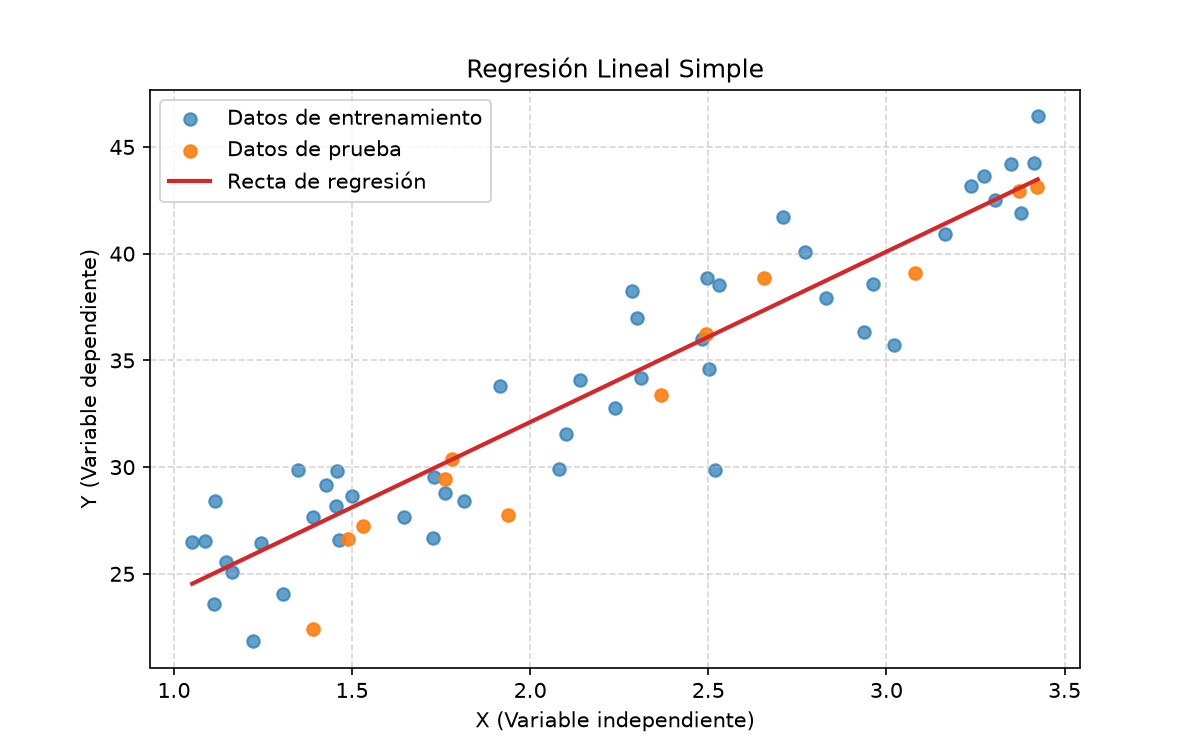 Regresión Lineal Simple
Datos de entrenamiento
Datos de prueba
Recta de regresión
45
40
35
30
25
Y (Variable dependiente)
1.0 1.5 2.0 2.5 3.0 3.5
X (Variable independiente)